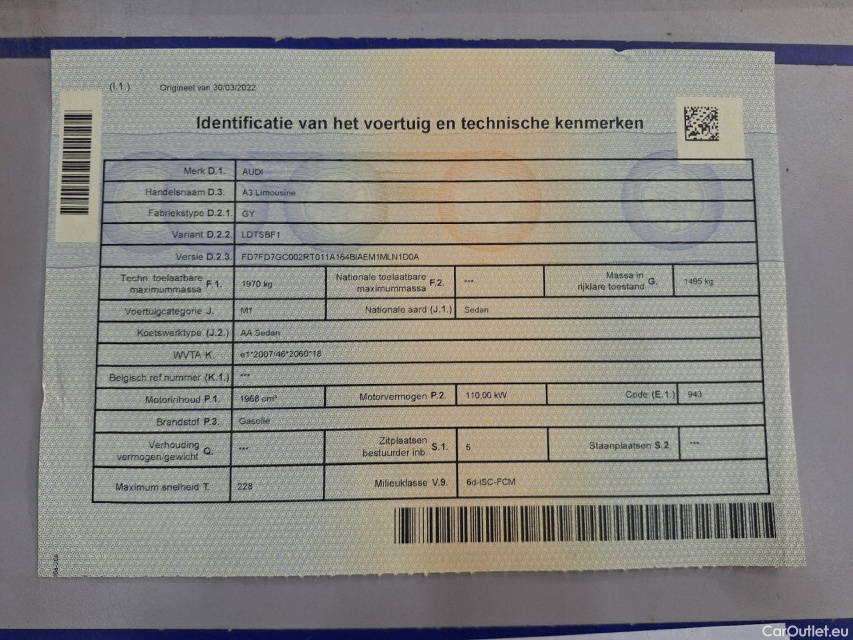 (I.1.) Origineel van 30/03/2022
Identificatie van het voertuig en technische kenmerken
Merk D.1. AUDI
Handelsnaam D.3. A3 Limousine
Fabriekstype D.2.1. GY
Variant D.2.2. LDTSBF1
Versie D.2.3. FD7FD7GC002RT011A164BIAEM1MLN1D0A
Techn. toelaatbare maximummassa F.1. 1970 kg Nationale toelaatbare maximummassa F.2. *** Massa in rijklare toestand G. 1495 kg
Voertuigcategorie J. M1 Nationale aard (J.1.) Sedan
Koetswerktype (J.2.) AA Sedan
WVTA K. e1*2007/46*2060*18
Belgisch ref.nummer (K.1.) ***
Motorinhoud P.1. 1968 cm³ Motorvermogen P.2. 110.00 kW Code (E.1.) 943
Brandstof P.3. Gasolie
Verhouding vermogen/gewicht Q. *** Zitplaatsen bestuurder inb. S.1. 5 Staanplaatsen S.2. ***
Maximum snelheid T. 228 Milieuklasse V.9. 6d-ISC-FCM
CarOutlet.eu